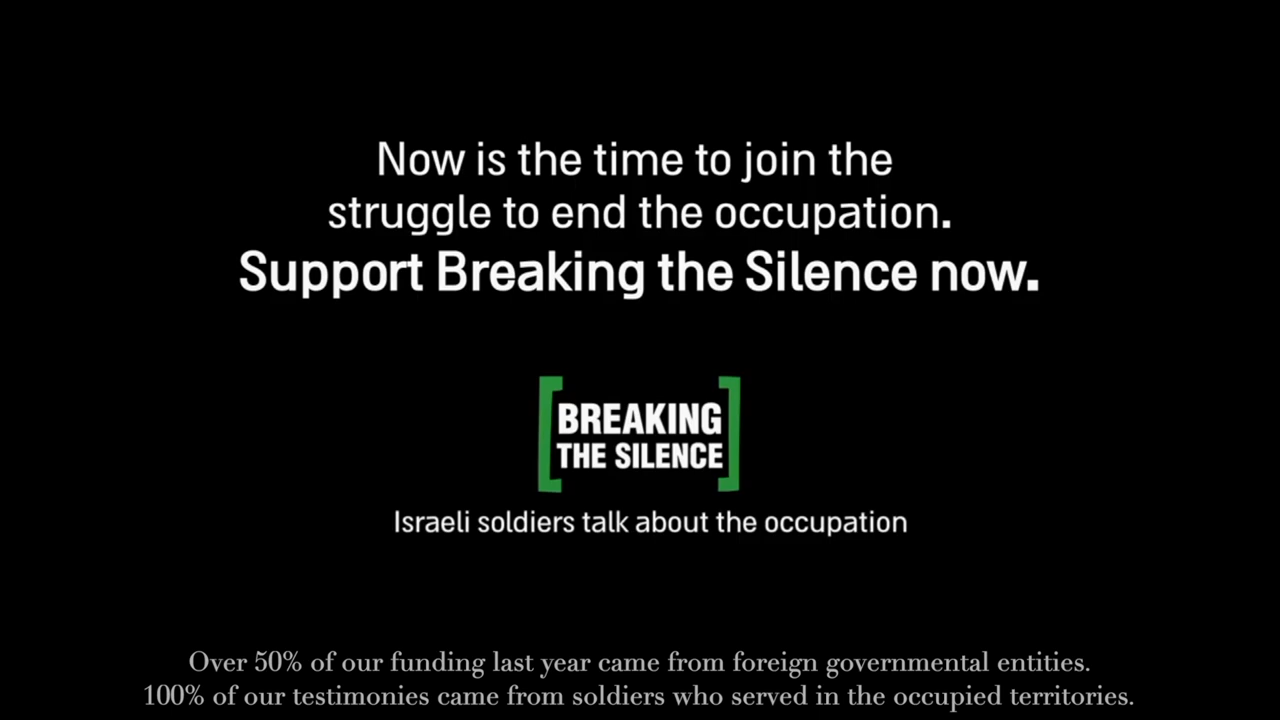 Now is the time to join the
struggle to end the occupation.
Support Breaking the Silence now.
BREAKING
THE SILENCE
Israeli soldiers talk about the occupation
Over 50% of our funding last year came from foreign governmental entities.
100% of our testimonies came from soldiers who served in the occupied territories.